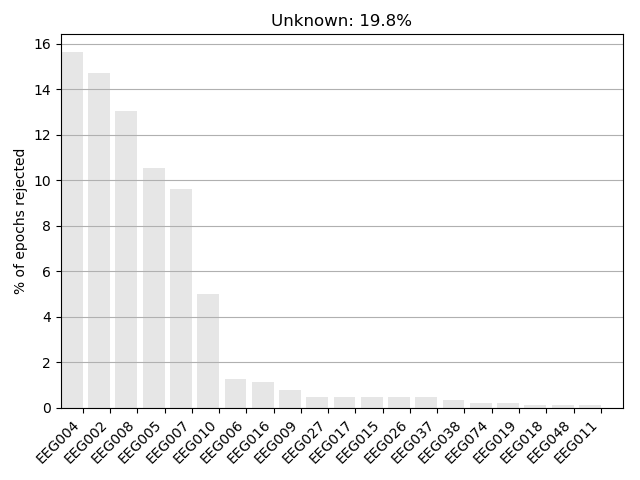 Unknown: 19.8%
% of epochs rejected
16
14
12
10
8
6
4
2
0
EEG004
EEG002
EEG008
EEG005
EEG007
EEG010
EEG006
EEG016
EEG009
EEG027
EEG017
EEG015
EEG026
EEG037
EEG038
EEG074
EEG019
EEG018
EEG048
EEG011